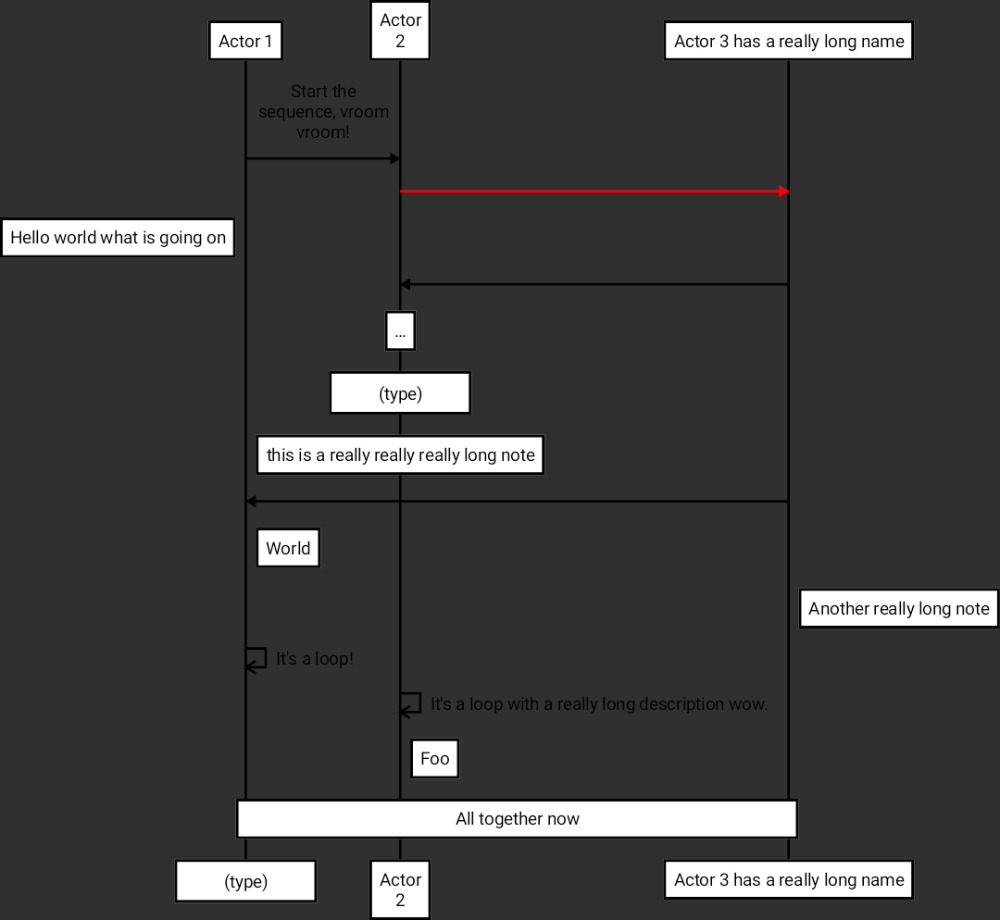 Actor 1
Actor
2
Actor 3 has a really long name
Start the
sequence, vroom
vroom!
Hello world what is going on
...
(type)
this is a really really really long note
World
Another really long note
It's a loop!
It's a loop with a really long description wow.
Foo
All together now
(type)
Actor
2
Actor 3 has a really long name